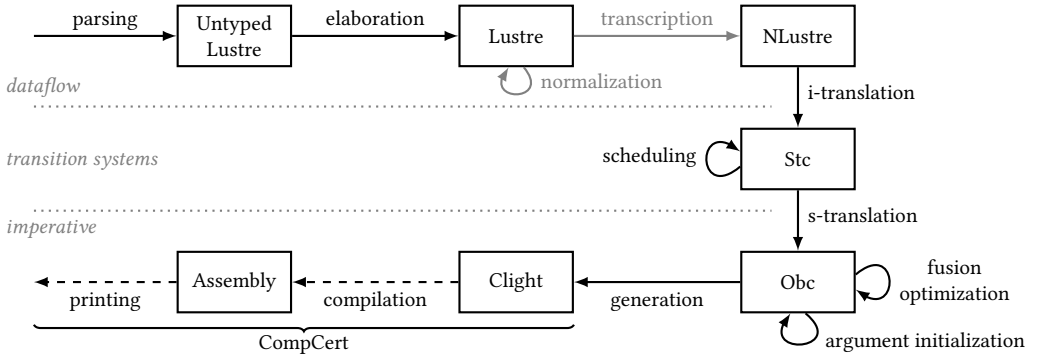 parsing
Untyped
Lustre
elaboration
Lustre
transcription
NLustre
normalization
dataflow
i-translation
transition systems
scheduling
Stc
imperative
s-translation
printing
Assembly
compilation
Clight
generation
Obc
fusion
optimization
argument initialization
CompCert